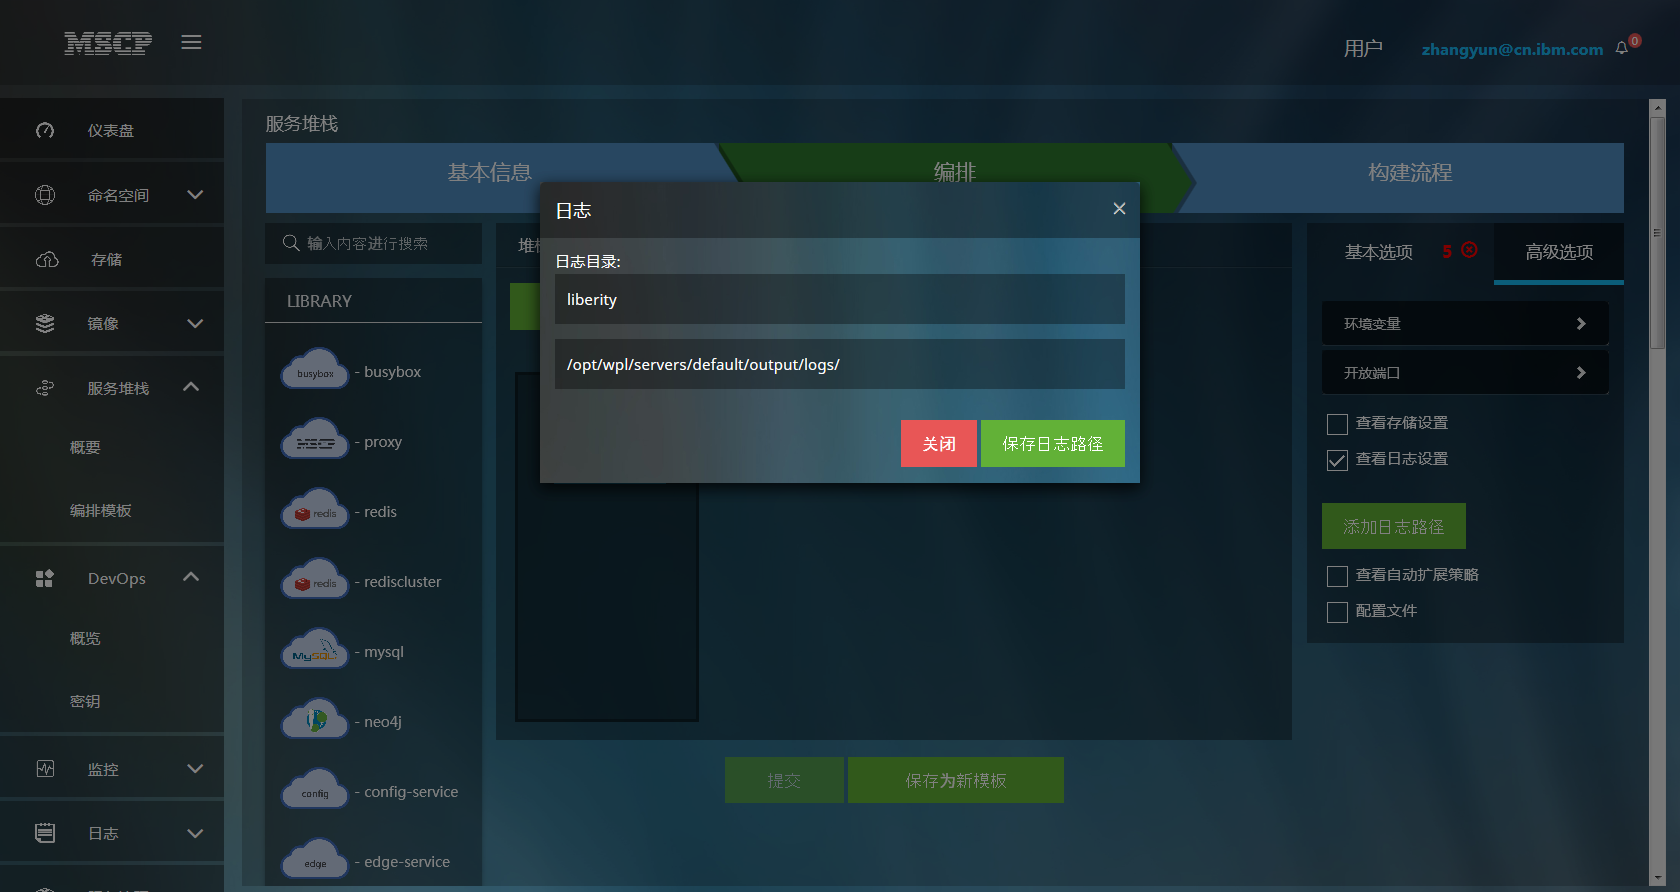 MSCP
用户
zhangyun@cn.ibm.com
0
仪表盘
命名空间
存储
镜像
服务堆栈
概要
编排模板
DevOps
概览
密钥
监控
日志
服务堆栈
基本信息
编排
构建流程
输入内容进行搜索
LIBRARY
busybox
- busybox
MSCP
- proxy
redis
- redis
redis
- rediscluster
MySQL
- mysql
- neo4j
config
- config-service
edge
- edge-service
日志
日志目录:
liberity
/opt/wpl/servers/default/output/logs/
关闭
保存日志路径
提交
保存为新模板
基本选项
5
高级选项
环境变量
开放端口
查看存储设置
查看日志设置
添加日志路径
查看自动扩展策略
配置文件